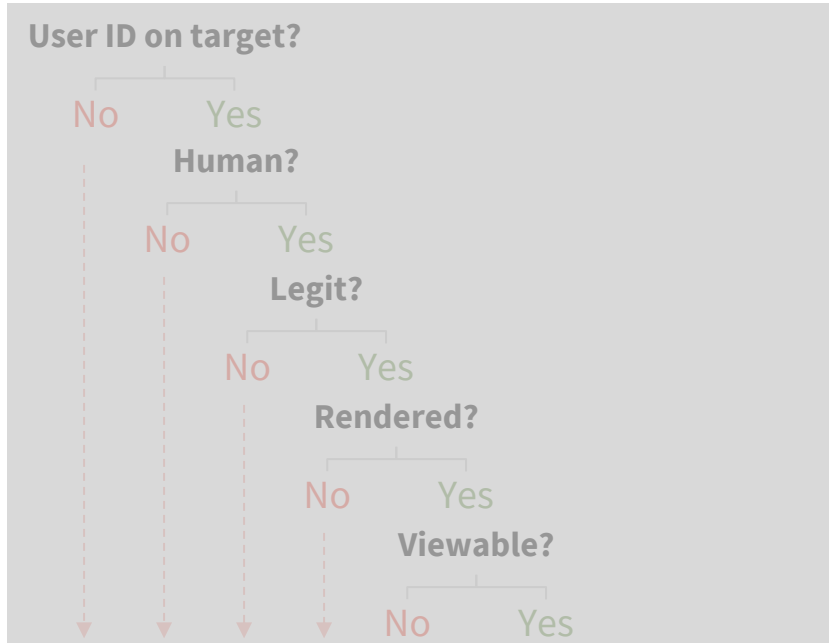 User ID on target?
No Yes
Human?
No Yes
Legit?
No Yes
Rendered?
No Yes
Viewable?
No Yes